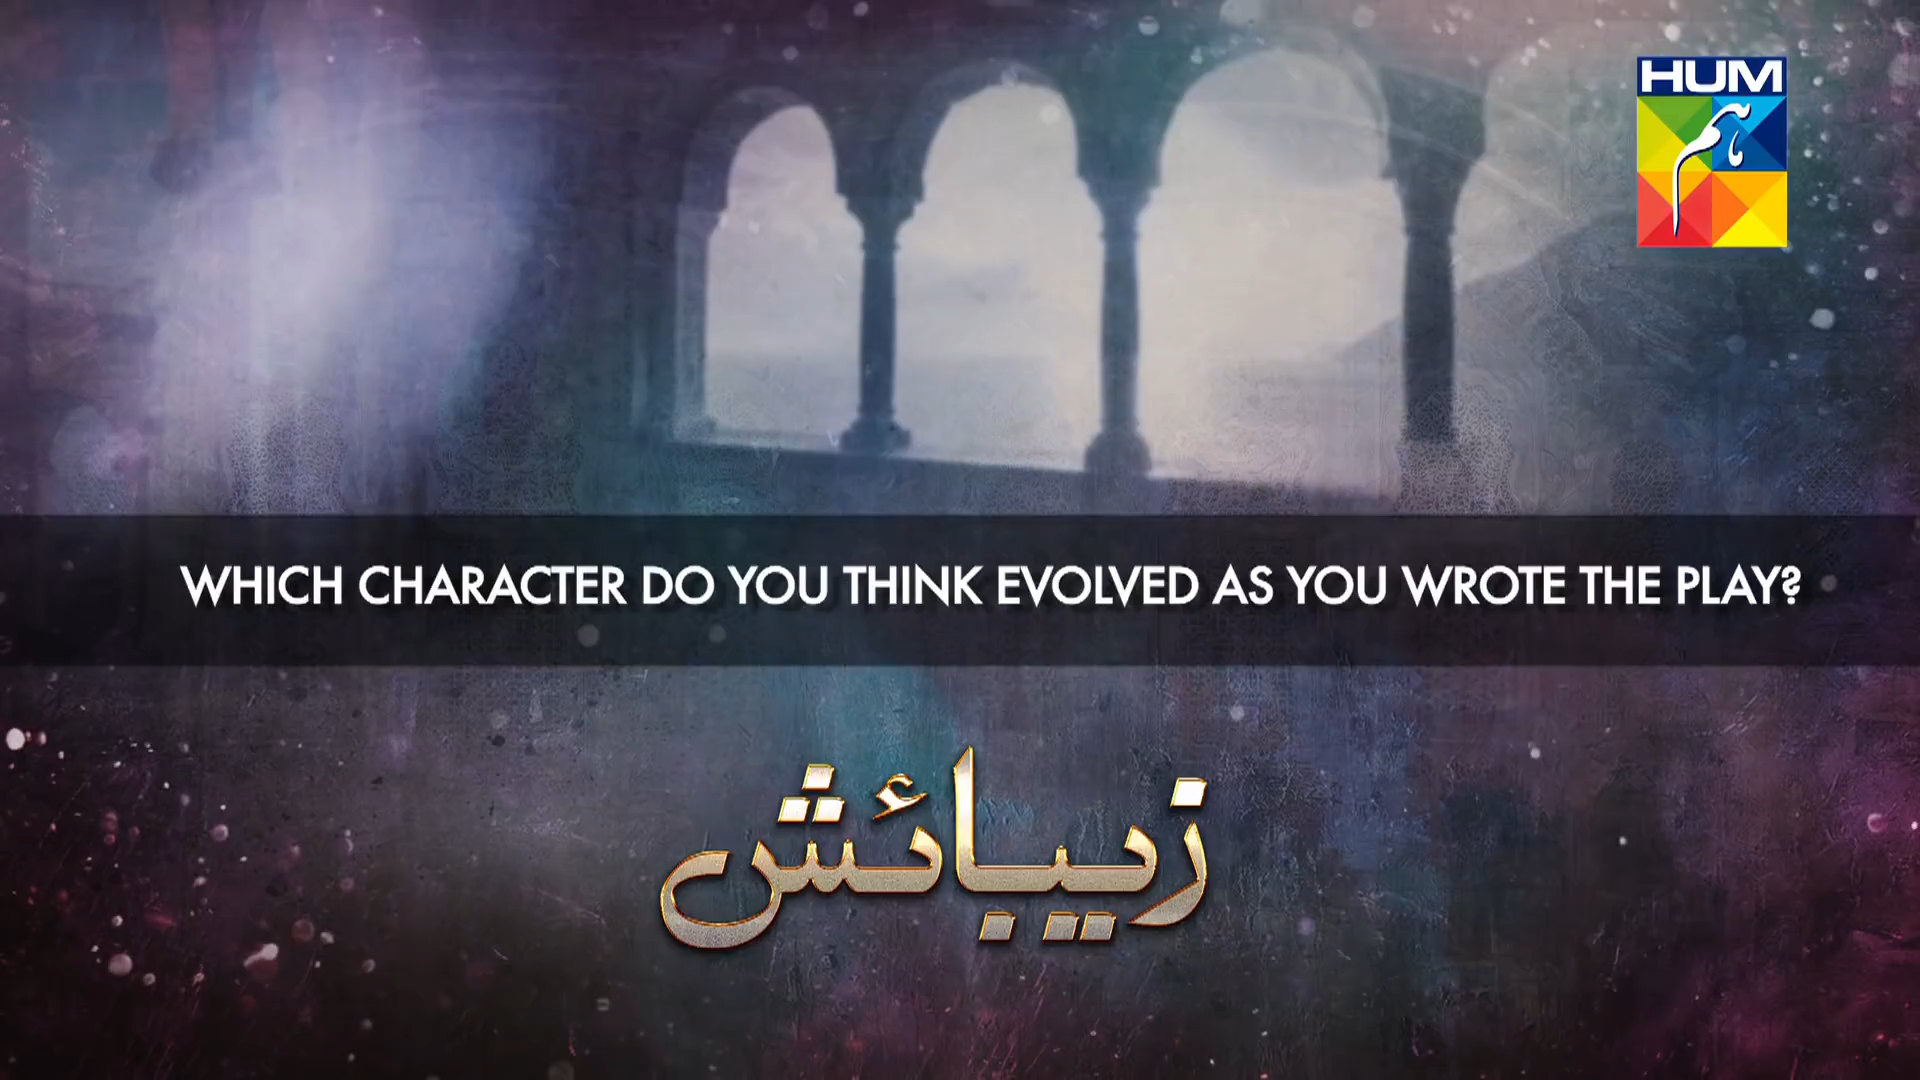 HUM
ہم
WHICH CHARACTER DO YOU THINK EVOLVED AS YOU WROTE THE PLAY?
زیبائش